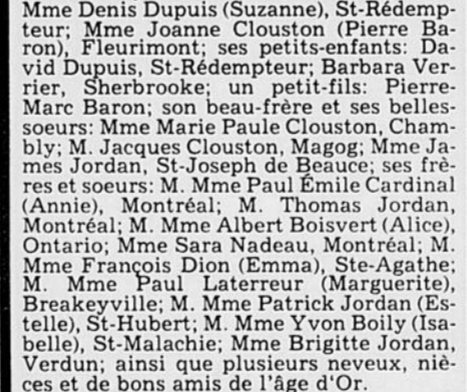 Mme Denis Dupuis (Suzanne), St-Rédemp-
teur; Mme Joanne Clouston (Pierre Ba-
ron), Fleurimont; ses petits-enfants: Da-
vid Dupuis, St-Rédempteur; Barbara Ver-
rier, Sherbrooke; un petit-fils: Pierre-
Marc Baron; son beau-frère et ses belles-
soeurs: Mme Marie Paule Clouston, Cham-
bly; M. Jacques Clouston, Magog; Mme Ja-
mes Jordan, St-Joseph de Beauce; ses frè-
res et soeurs: M. Mme Paul Émile Cardinal
(Annie), Montréal; M. Thomas Jordan,
Montréal; M. Mme Albert Boisvert (Alice),
Ontario; Mme Sara Nadeau, Montréal; M.
Mme François Dion (Emma), Ste-Agathe;
M. Mme Paul Laterreur (Marguerite),
Breakeyville; M. Mme Patrick Jordan (Es-
telle), St-Hubert; M. Mme Yvon Boily (Isa-
belle), St-Malachie; Mme Brigitte Jordan,
Verdun; ainsi que plusieurs neveux, niè-
ces et de bons amis de l'âge d'Or.